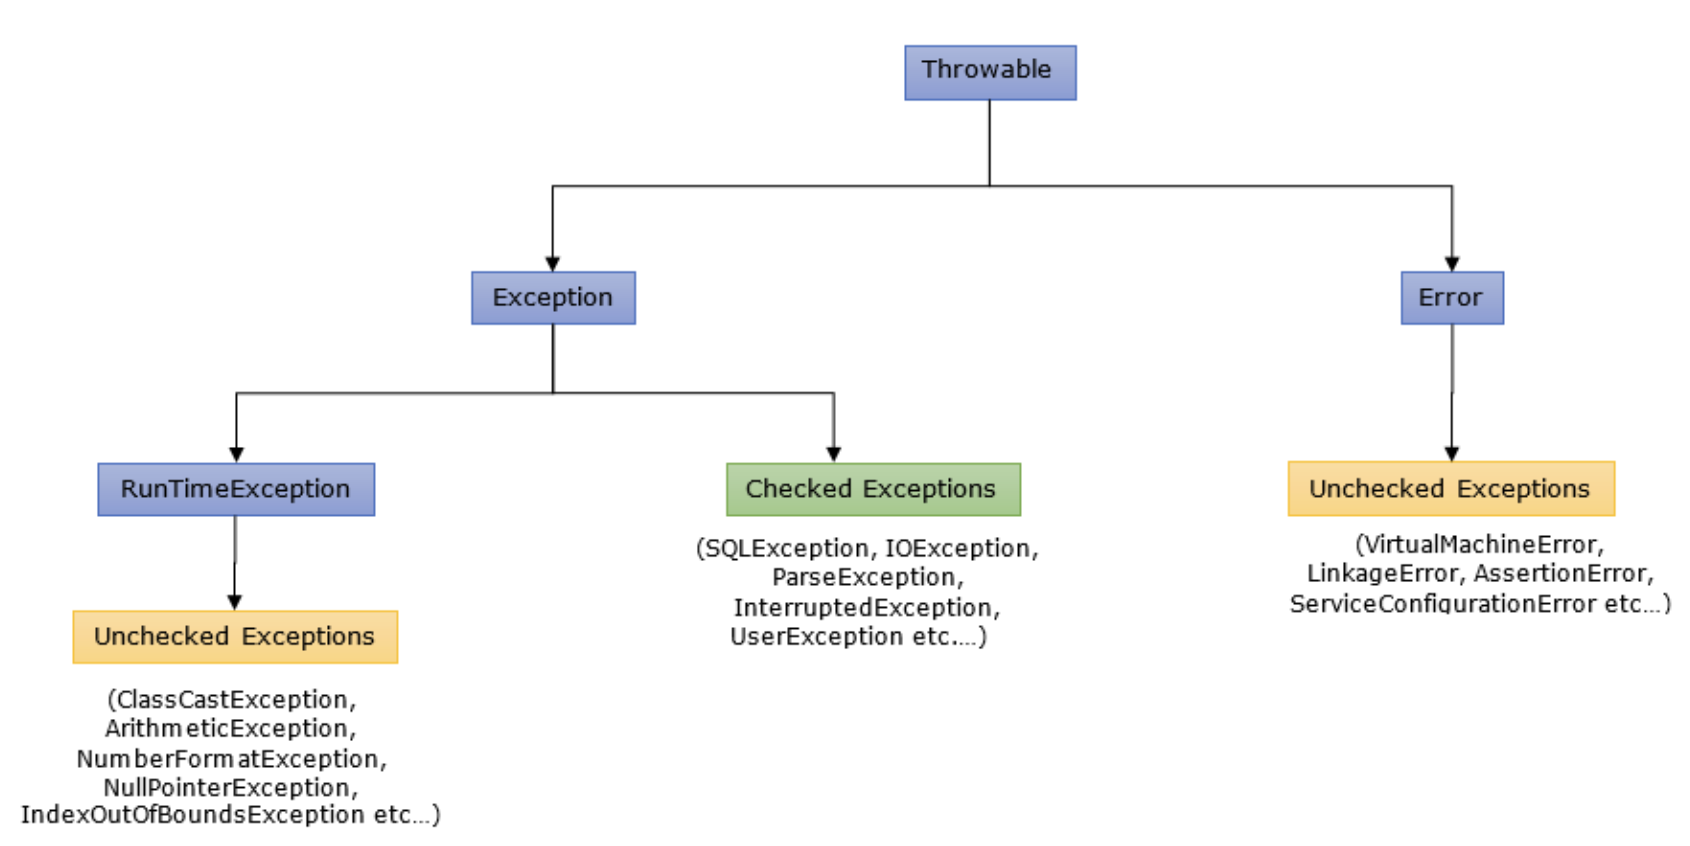 Throwable
Exception
Error
RunTimeException
Checked Exceptions
Unchecked Exceptions
(SQLException, IOException,
ParseException,
InterruptedException,
UserException etc....)
(VirtualMachineError,
LinkageError, AssertionError,
ServiceConfigurationError etc...)
Unchecked Exceptions
(ClassCastException,
ArithmeticException,
NumberFormatException,
NullPointerException,
IndexOutOfBoundsException etc...)